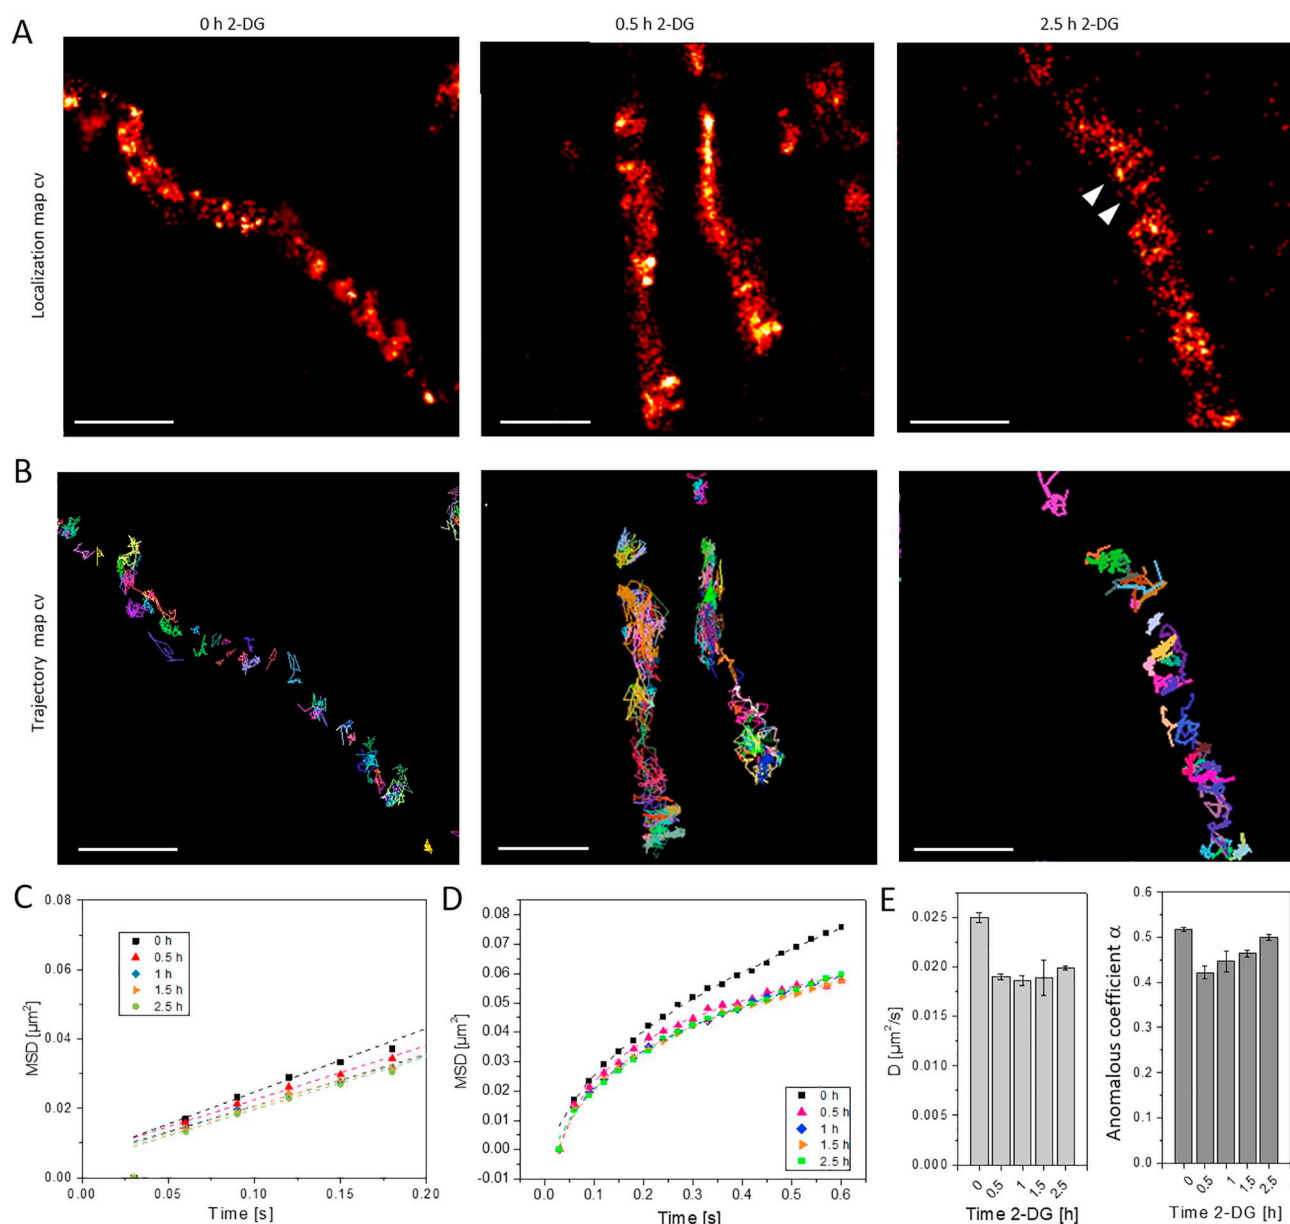 A
0 h 2-DG
0.5 h 2-DG
2.5 h 2-DG
Localization map cv
B
Trajectory map cv
C
MSD [µm²]
0.08
0.06
0.04
0.02
0.00
0 h
0.5 h
1 h
1.5 h
2.5 h
0.00
0.05
0.10
0.15
0.20
Time [s]
D
MSD [µm²]
0.08
0.07
0.06
0.05
0.04
0.03
0.02
0.01
0.00
-0.01
0 h
0.5 h
1 h
1.5 h
2.5 h
0.0
0.1
0.2
0.3
0.4
0.5
0.6
Time [s]
E
D [µm²/s]
0.025
0.020
0.015
0.010
0.005
0.000
0
0.5
1
1.5
2.5
Time 2-DG [h]
Anomalous coefficient α
0.6
0.5
0.4
0.3
0.2
0.1
0.0
0
0.5
1
1.5
2.5
Time 2-DG [h]